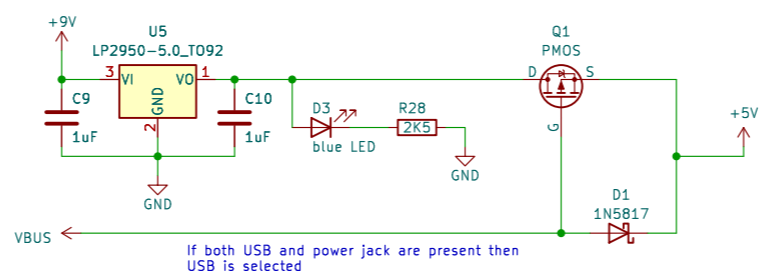 +9V
U5
LP2950-5.0_TO92
3
VI
VO
1
GND
2
C9
1uF
C10
1uF
GND
D3
blue LED
R28
2K5
GND
Q1
PMOS
D
S
G
+5V
D1
1N5817
VBUS
If both USB and power jack are present then
USB is selected